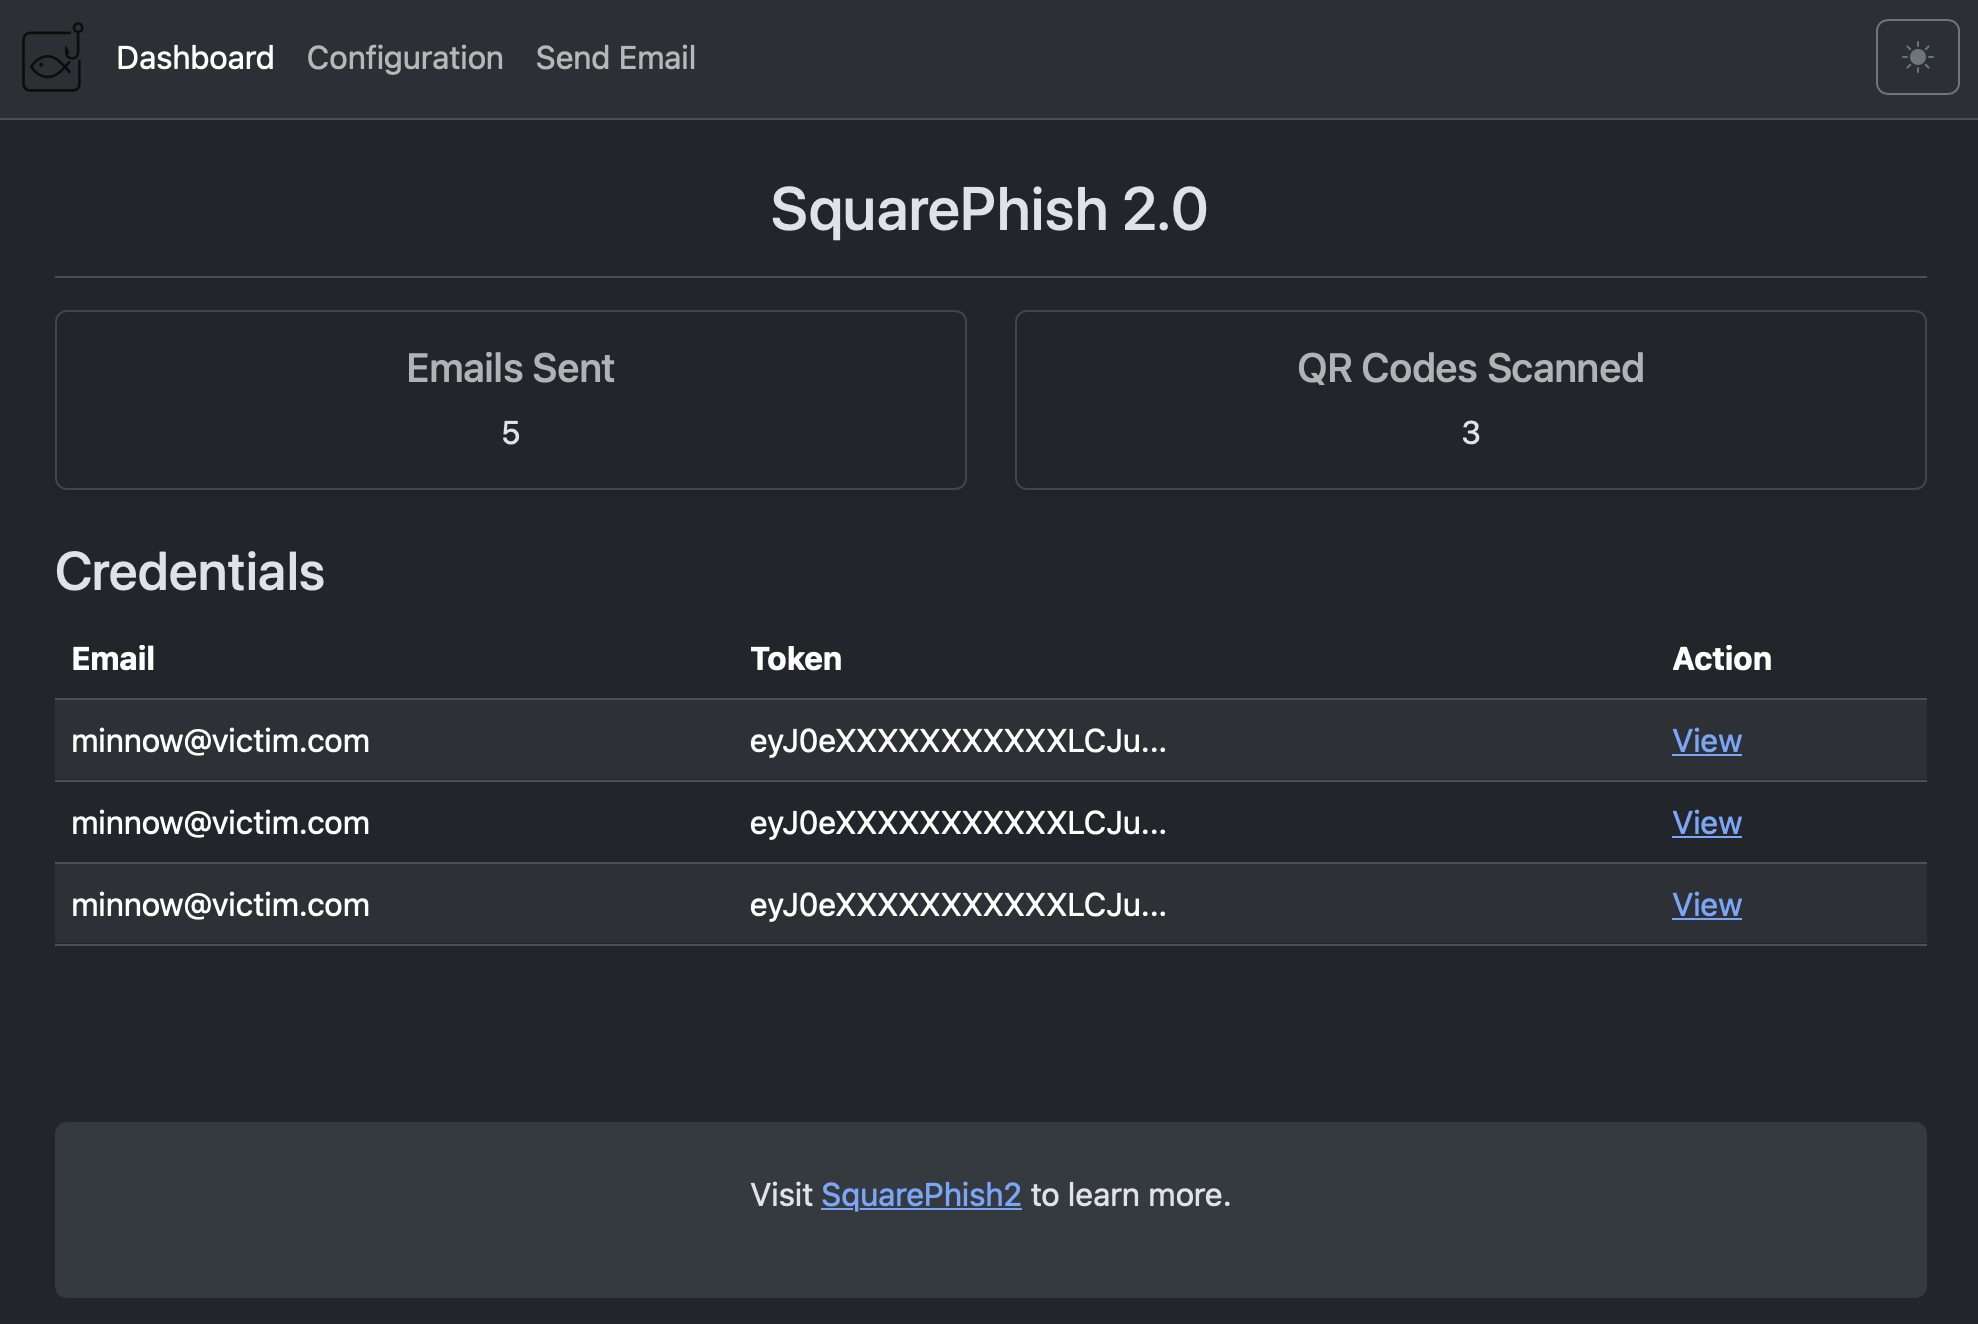 Dashboard Configuration Send Email
SquarePhish 2.0
Emails Sent
5
QR Codes Scanned
3
Credentials
Email Token Action
minnow@victim.com eyJ0eXXXXXXXXXXXLCJu... View
minnow@victim.com eyJ0eXXXXXXXXXXXLCJu... View
minnow@victim.com eyJ0eXXXXXXXXXXXLCJu... View
Visit SquarePhish2 to learn more.